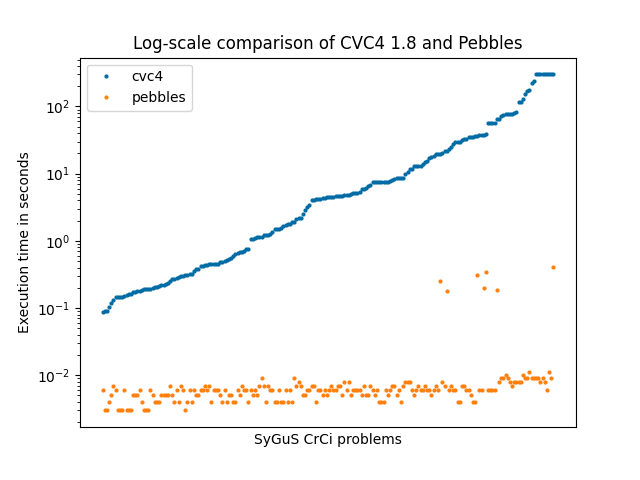 Log-scale comparison of CVC4 1.8 and Pebbles
cvc4
pebbles
10²
10¹
10⁰
10⁻¹
10⁻²
Execution time in seconds
SyGuS CrCi problems